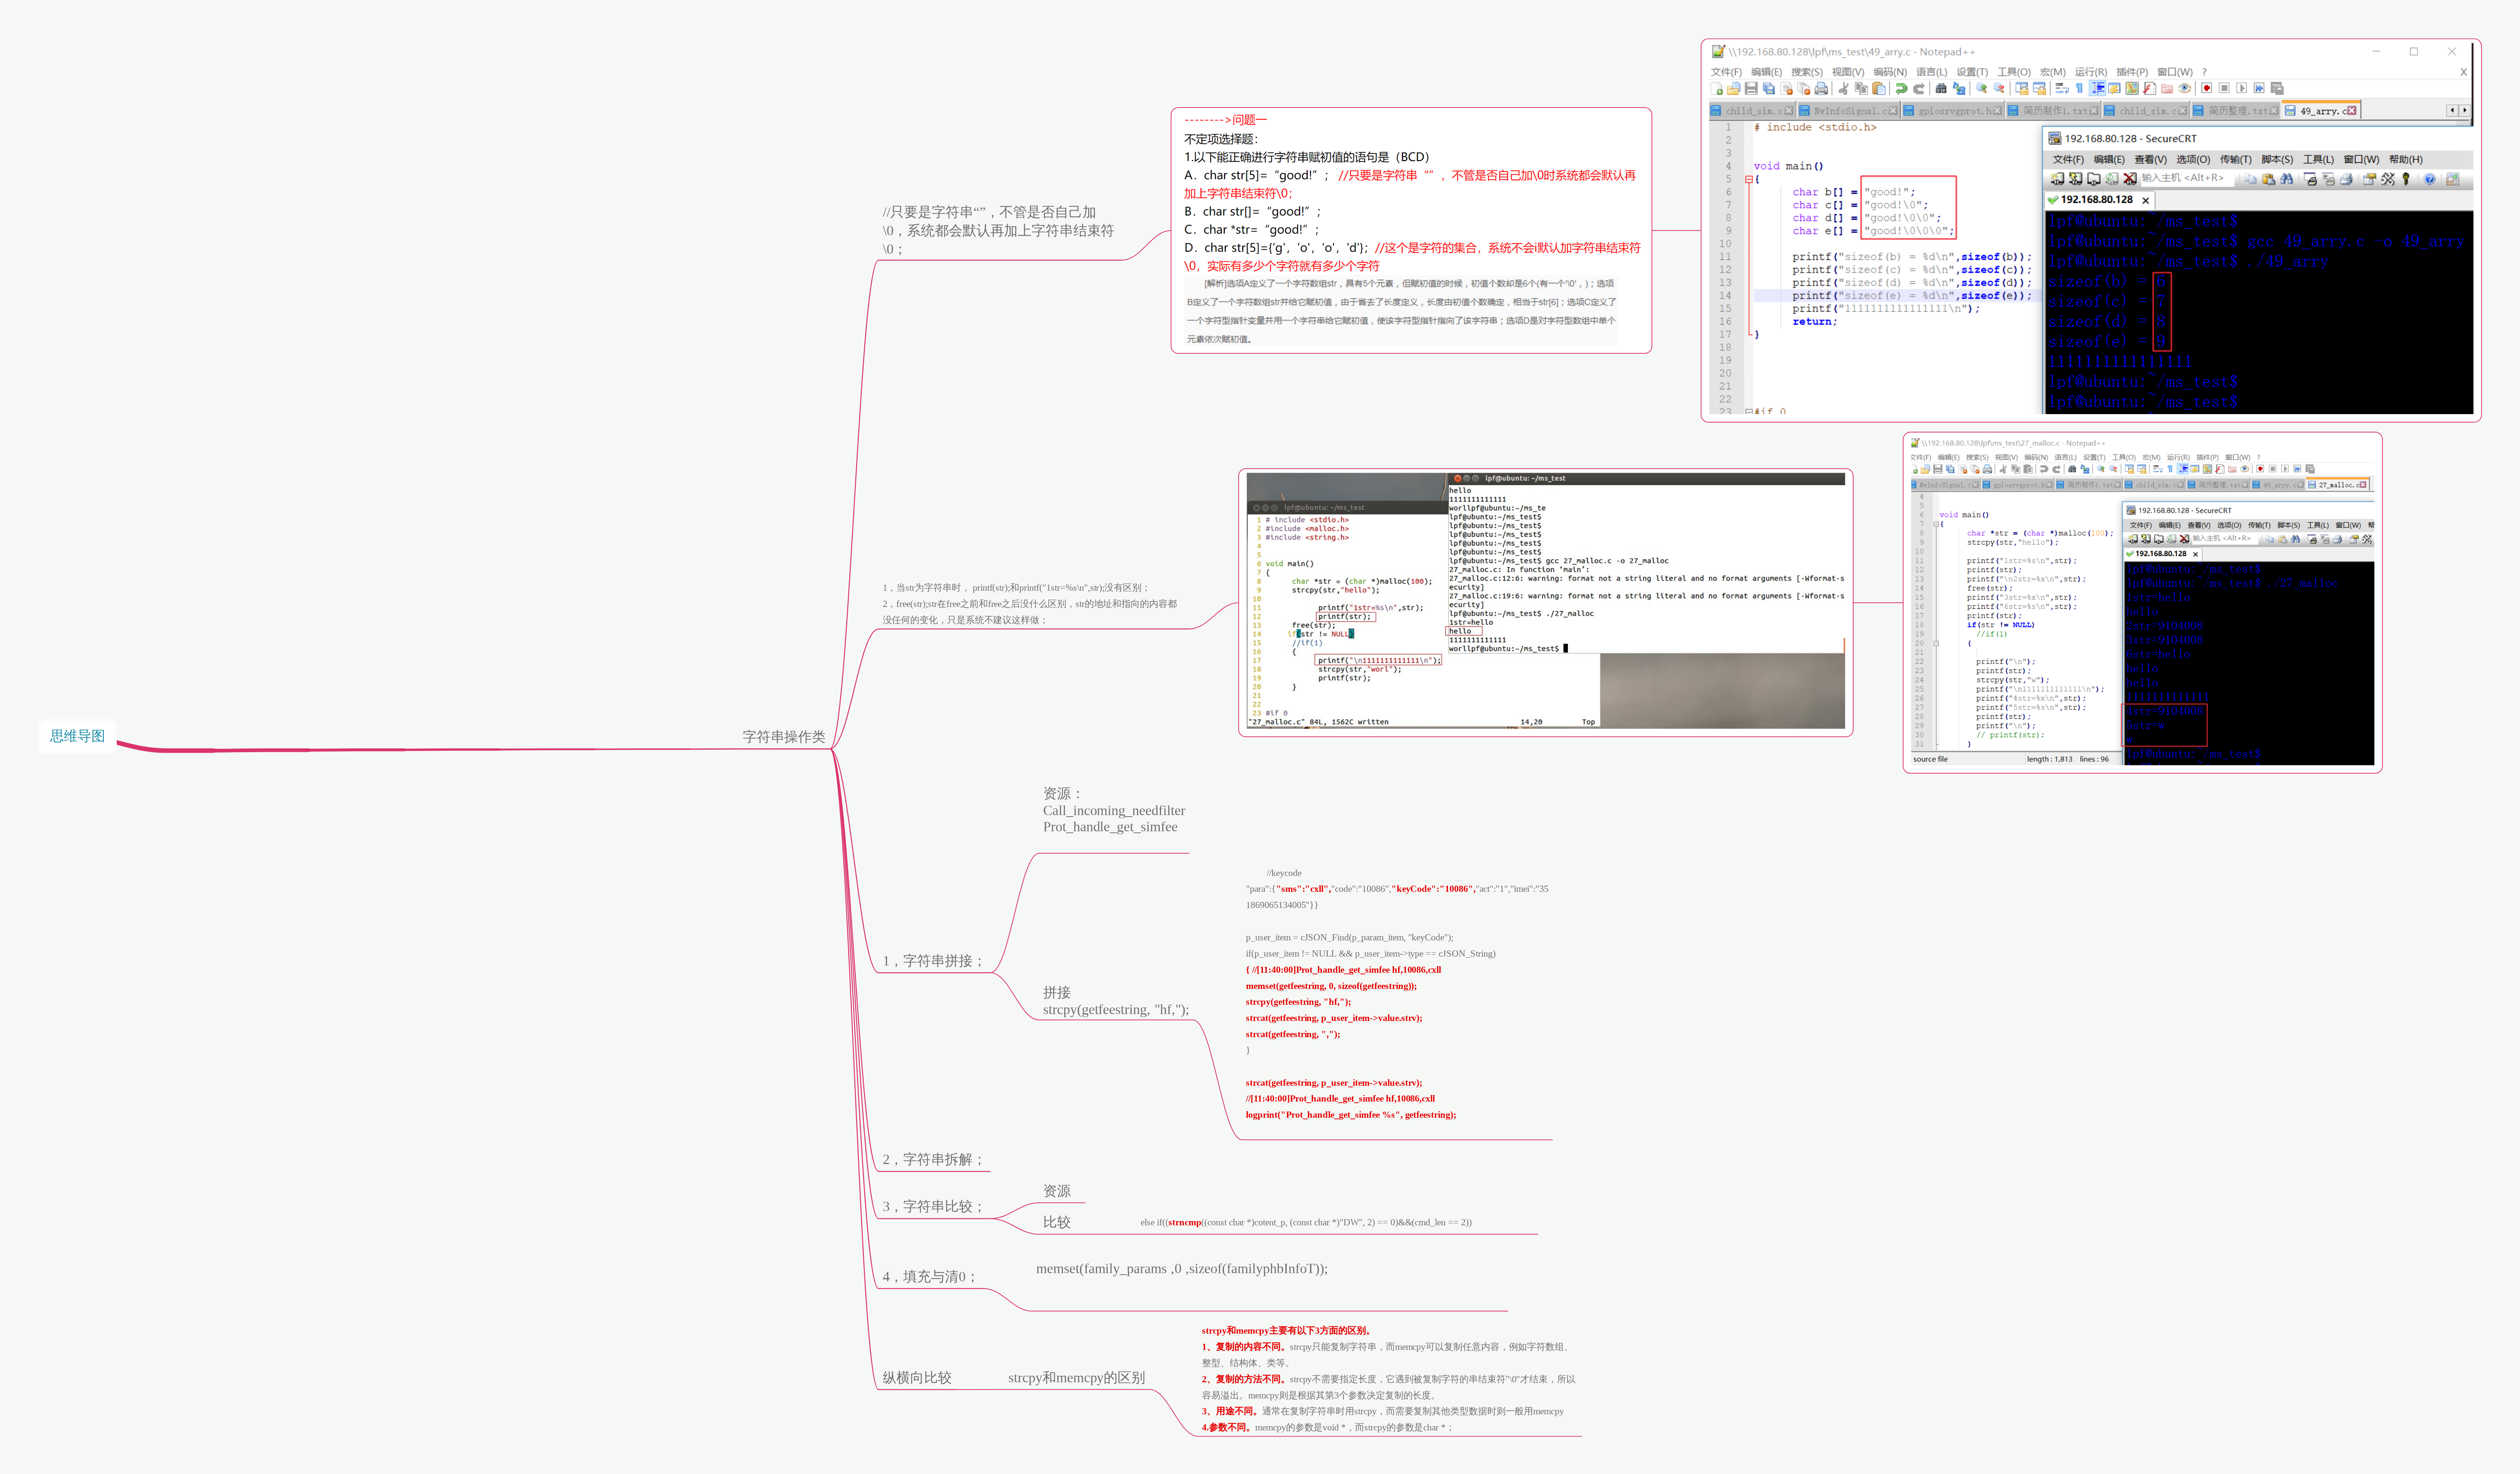 思维导图
字符串操作类
//只要是字符串“”，不管是否自己加
\0，系统都会默认再加上字符串结束符
\0；
-------->问题一
不定项选择题：
1.以下能正确进行字符串赋初值的语句是（BCD）
A．char str[5]=“good!”； //只要是字符串“”，不管是否自己加\0时系统都会默认再
加上字符串结束符\0；
B．char str[]=“good!”；
C．char *str=“good!”；
D．char str[5]={'g'，'o'，'o'，'d'}；//这个是字符的集合，系统不会i默认加字符串结束符
\0，实际有多少个字符就有多少个字符
[解析]选项A定义了一个字符数组str，具有5个元素，但赋初值的时候，初值个数却是6个(有一个'\0'，)；选项
B定义了一个字符数组str并给它赋初值，由于省去了长度定义，长度由初值个数确定，相当于str[6]；选项C定义了
一个字符型指针变量并用一个字符串给它赋初值，使该字符型指针指向了该字符串；选项D是对字符型数组中单个
元素依次赋初值。
\\192.168.80.128\lpf\ms_test\49_arry.c - Notepad++
文件(F) 编辑(E) 搜索(S) 视图(V) 编码(N) 语言(L) 设置(T) 工具(O) 宏(M) 运行(R) 插件(P) 窗口(W) ? X
child_sim.c NwInfoSignal.c gpiosrvgprot.h 简历制作1.txt child_sim.c 简历整理.txt 49_arry.c
1 # include <stdio.h>
2
3
4 void main()
5 {
6 char b[] = "good!";
7 char c[] = "good!\0";
8 char d[] = "good!\0\0";
9 char e[] = "good!\0\0\0";
10
11 printf("sizeof(b) = %d\n",sizeof(b));
12 printf("sizeof(c) = %d\n",sizeof(c));
13 printf("sizeof(d) = %d\n",sizeof(d));
14 printf("sizeof(e) = %d\n",sizeof(e));
15 printf("1111111111111111\n");
16 return;
17 }
18
19
20
21
22
23 #if 0
192.168.80.128 - SecureCRT
文件(F) 编辑(E) 查看(V) 选项(O) 传输(T) 脚本(S) 工具(L) 窗口(W) 帮助(H)
输入主机 <Alt+R>
192.168.80.128 x
lpf@ubuntu:~/ms_test$
lpf@ubuntu:~/ms_test$ gcc 49_arry.c -o 49_arry
lpf@ubuntu:~/ms_test$ ./49_arry
sizeof(b) = 6
sizeof(c) = 7
sizeof(d) = 8
sizeof(e) = 9
1111111111111111
lpf@ubuntu:~/ms_test$
lpf@ubuntu:~/ms_test$
1，当str为字符串时， printf(str);和printf("1str=%s\n",str);没有区别；
2，free(str);str在free之前和free之后没什么区别，str的地址和指向的内容都
没任何的变化，只是系统不建议这样做；
lpf@ubuntu: ~/ms_test
1 # include <stdio.h>
2 #include <malloc.h>
3 #include <string.h>
4
5
6 void main()
7 {
8 char *str = (char *)malloc(100);
9 strcpy(str,"hello");
10
11 printf("1str=%s\n",str);
12 printf(str);
13 free(str);
14 if(str != NULL)
15 //if(1)
16 {
17 printf("\n1111111111111\n");
18 strcpy(str,"worl");
19 printf(str);
20 }
21
22
23 #if 0
"27_malloc.c" 84L, 1562C written 14,20 Top
lpf@ubuntu: ~/ms_test
hello
1111111111111
worllpf@ubuntu:~/ms_te
lpf@ubuntu:~/ms_test$
lpf@ubuntu:~/ms_test$
lpf@ubuntu:~/ms_test$
lpf@ubuntu:~/ms_test$
lpf@ubuntu:~/ms_test$
lpf@ubuntu:~/ms_test$ gcc 27_malloc.c -o 27_malloc
27_malloc.c: In function ‘main’:
27_malloc.c:12:6: warning: format not a string literal and no format arguments [-Wformat-s
ecurity]
27_malloc.c:19:6: warning: format not a string literal and no format arguments [-Wformat-s
ecurity]
lpf@ubuntu:~/ms_test$ ./27_malloc
1str=hello
hello
1111111111111
worllpf@ubuntu:~/ms_test$
\\192.168.80.128\lpf\ms_test\27_malloc.c - Notepad++
文件(F) 编辑(E) 搜索(S) 视图(V) 编码(N) 语言(L) 设置(T) 工具(O) 宏(M) 运行(R) 插件(P) 窗口(W) ?
NwInfoSignal.c gpiosrvgprot.h 简历制作1.txt child_sim.c 简历整理.txt 49_arry.c 27_malloc.c
4
5
6 void main()
7 {
8 char *str = (char *)malloc(100);
9 strcpy(str,"hello");
10
11 printf("1str=%s\n",str);
12 printf(str);
13 printf("\n2str=%x\n",str);
14 free(str);
15 printf("3str=%x\n",str);
16 printf("6str=%s\n",str);
17 printf(str);
18 if(str != NULL)
19 //if(1)
20 {
21
22 printf("\n");
23 printf(str);
24 strcpy(str,"w");
25 printf("\n1111111111111\n");
26 printf("4str=%x\n",str);
27 printf("5str=%s\n",str);
28 printf(str);
29 printf("\n");
30 // printf(str);
31 }
source file length : 1,813 lines : 96
192.168.80.128 - SecureCRT
文件(F) 编辑(E) 查看(V) 选项(O) 传输(T) 脚本(S) 工具(L) 窗口(W)
输入主机 <Alt+R>
192.168.80.128 x
lpf@ubuntu:~/ms_test$
lpf@ubuntu:~/ms_test$ ./27_malloc
1str=hello
hello
2str=9104008
3str=9104008
6str=hello
hello
hello
1111111111111
4str=9104008
5str=w
w
lpf@ubuntu:~/ms_test$
1，字符串拼接；
资源：
Call_incoming_needfilter
Prot_handle_get_simfee
拼接
strcpy(getfeestring, "hf,");
//keycode
"para":{"sms":"cxll","code":"10086","keyCode":"10086","act":"1","imei":"35
1869065134005"}}
p_user_item = cJSON_Find(p_param_item, "keyCode");
if(p_user_item != NULL && p_user_item->type == cJSON_String)
{ //[11:40:00]Prot_handle_get_simfee hf,10086,cxll
memset(getfeestring, 0, sizeof(getfeestring));
strcpy(getfeestring, "hf,");
strcat(getfeestring, p_user_item->value.strv);
strcat(getfeestring, ",");
}
strcat(getfeestring, p_user_item->value.strv);
//[11:40:00]Prot_handle_get_simfee hf,10086,cxll
logprint("Prot_handle_get_simfee %s", getfeestring);
2，字符串拆解；
3，字符串比较；
资源
比较
else if((strncmp((const char *)cotent_p, (const char *)"DW", 2) == 0)&&(cmd_len == 2))
4，填充与清0；
memset(family_params ,0 ,sizeof(familyphbInfoT));
纵横向比较
strcpy和memcpy的区别
strcpy和memcpy主要有以下3方面的区别。
1、复制的内容不同。strcpy只能复制字符串，而memcpy可以复制任意内容，例如字符数组、
整型、结构体、类等。
2、复制的方法不同。strcpy不需要指定长度，它遇到被复制字符的串结束符"\0"才结束，所以
容易溢出。memcpy则是根据其第3个参数决定复制的长度。
3、用途不同。通常在复制字符串时用strcpy，而需要复制其他类型数据时则一般用memcpy
4.参数不同。memcpy的参数是void *，而strcpy的参数是char *；